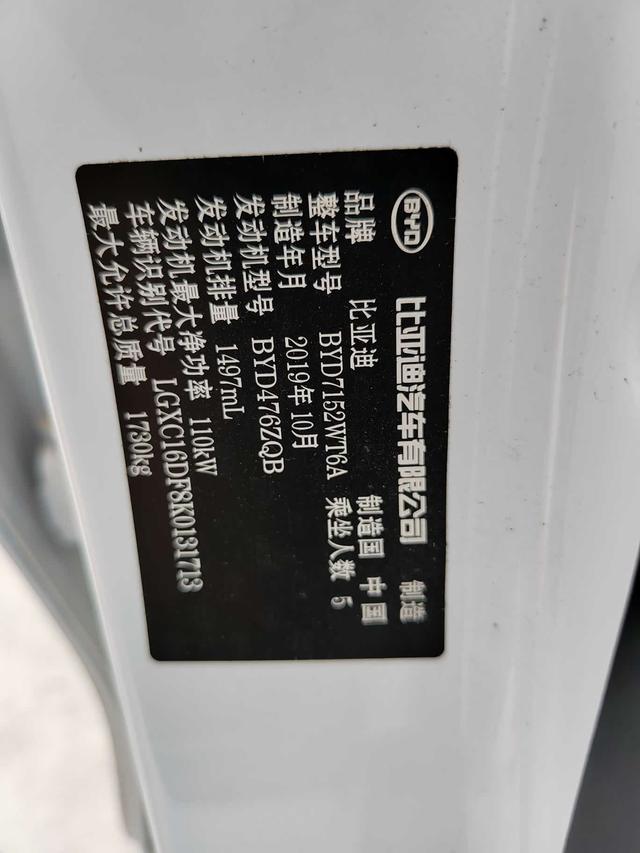 BYD 比亚迪汽车有限公司 制造
品牌 比亚迪 制造国 中国
整车型号 BYD7152WT6A 乘坐人数 5
制造年月 2019年10月
发动机型号 BYD476ZQB
发动机排量 1497mL
发动机最大净功率 110kW
车辆识别代号 LGXC16DF8K0131713
最大允许总质量 1730kg